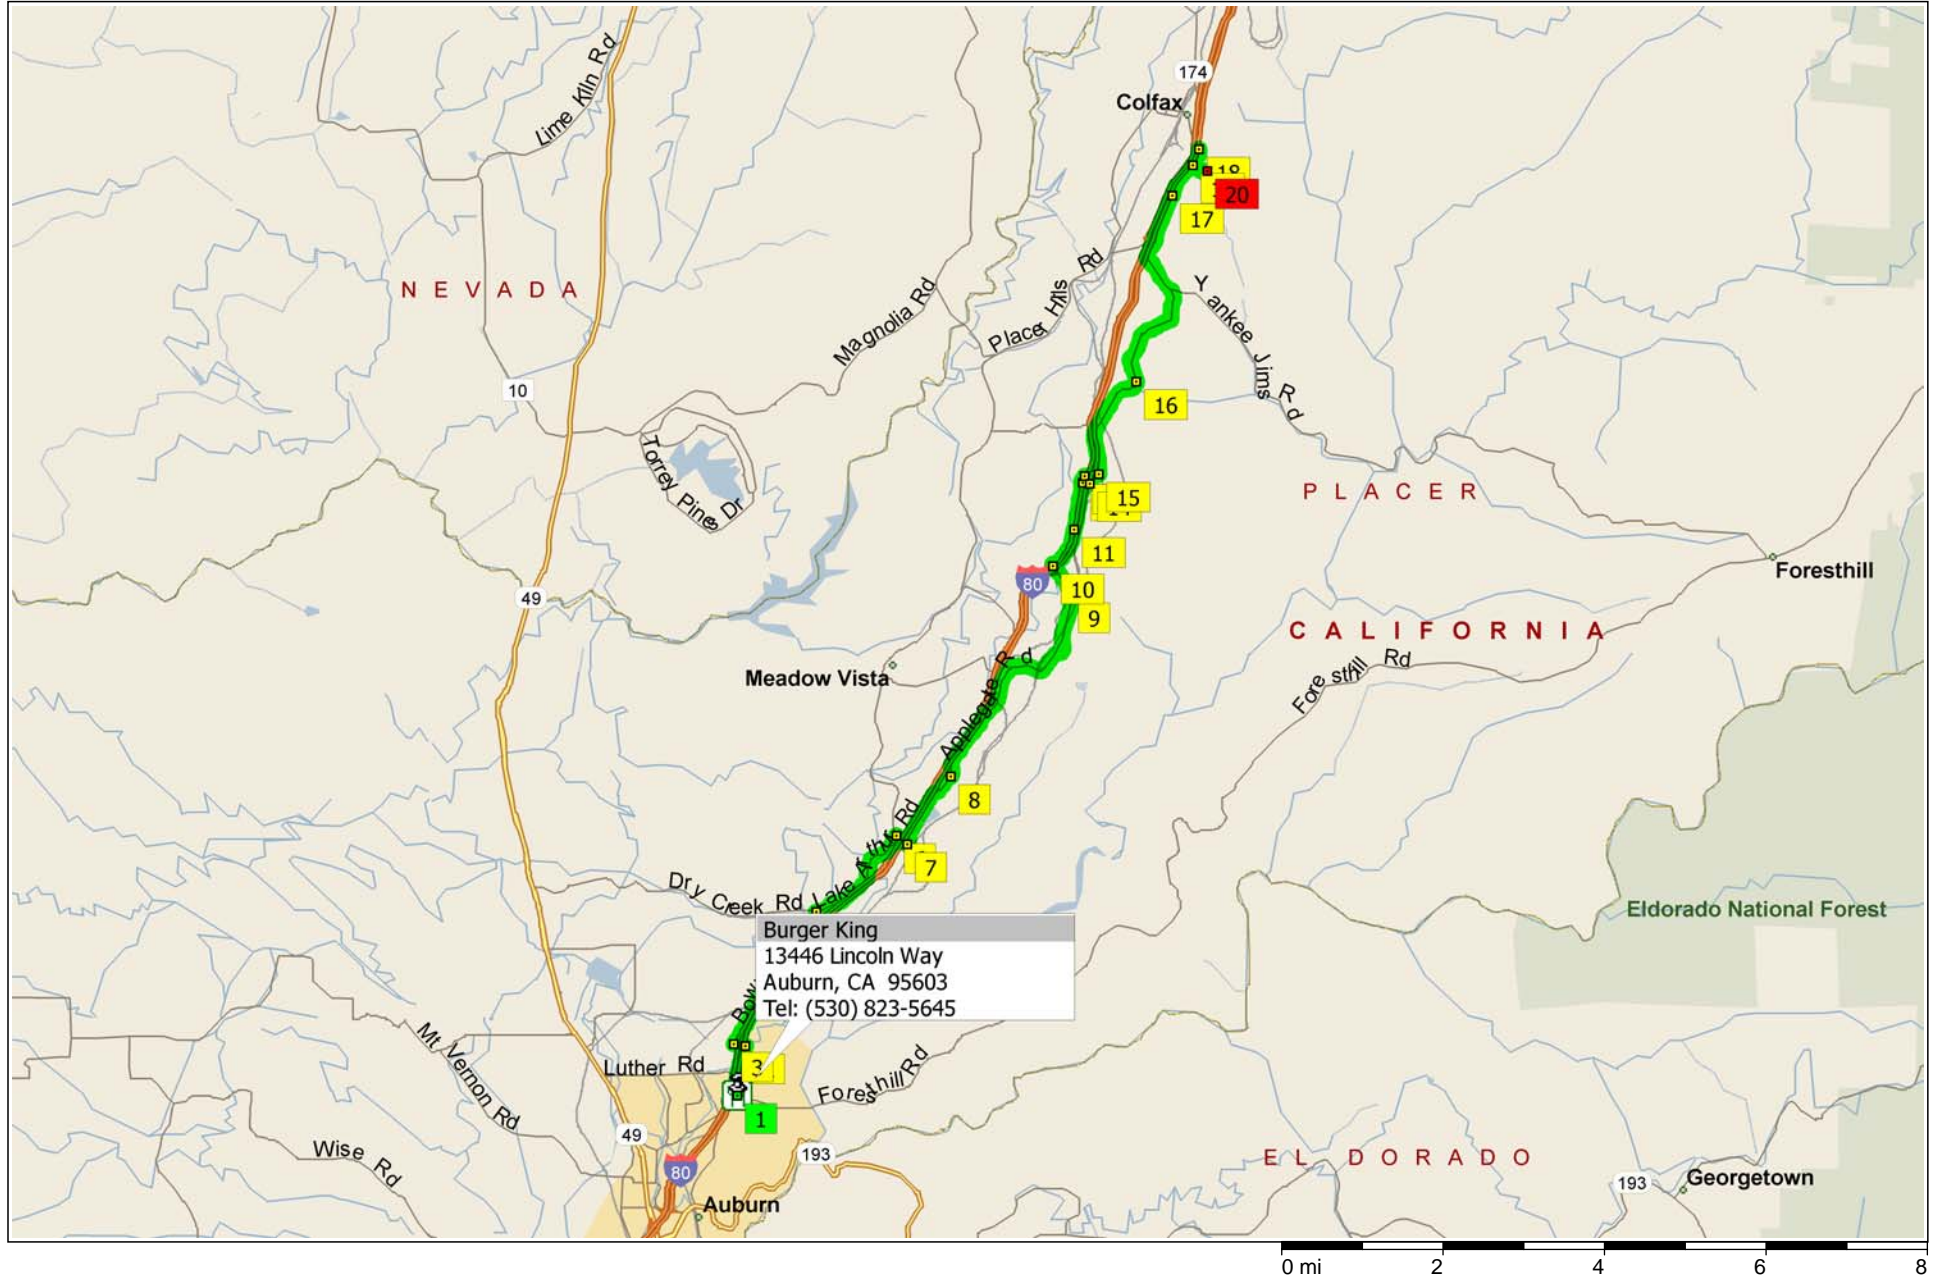 174
Colfax
Lime Kiln Rd
20
17
NEVADA
Placer Hills Rd
Yankee Jims Rd
Magnolia Rd
10
16
Torrey Pines Dr
15
PLACER
11
80
10
9
Foresthill
49
CALIFORNIA
Applegate Rd
Meadow Vista
Foresthill Rd
8
7
Lake Arthur Rd
Dry Creek Rd
Eldorado National Forest
Burger King
13446 Lincoln Way
Auburn, CA 95603
Tel: (530) 823-5645
Mt Vernon Rd
Luther Rd
3
Foresthill Rd
1
49
Wise Rd
193
EL DORADO
80
193
Georgetown
Auburn
0 mi 2 4 6 8